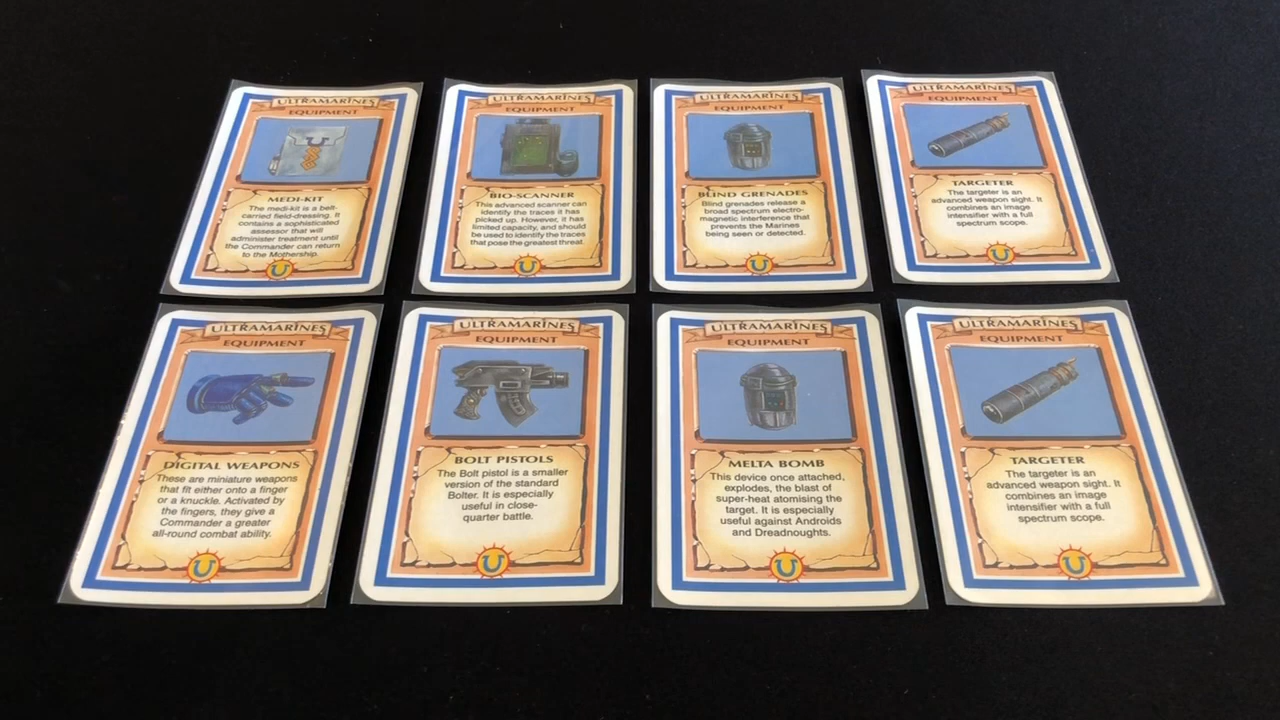 ULTRAMARINES
EQUIPMENT
MEDI-KIT
The medi-kit is a belt-
carried field-dressing. It
contains a sophisticated
assessor that will
administer treatment until
the Commander can return
to the Mothership.
ULTRAMARINES
EQUIPMENT
BIO-SCANNER
This advanced scanner can
identify the traces it has
picked up. However, it has
limited capacity, and should
be used to identify the traces
that pose the greatest threat.
ULTRAMARINES
EQUIPMENT
BLIND GRENADES
Blind grenades release a
broad spectrum electro-
magnetic interference that
prevents the Marines
being seen or detected.
ULTRAMARINES
EQUIPMENT
TARGETER
The targeter is an
advanced weapon sight. It
combines an image
intensifier with a full
spectrum scope.
ULTRAMARINES
EQUIPMENT
DIGITAL WEAPONS
These are miniature weapons
that fit either onto a finger
or a knuckle. Activated by
the fingers, they give a
Commander a greater
all-round combat ability.
ULTRAMARINES
EQUIPMENT
BOLT PISTOLS
The Bolt pistol is a smaller
version of the standard
Bolter. It is especially
useful in close-
quarter battle.
ULTRAMARINES
EQUIPMENT
MELTA BOMB
This device once attached,
explodes, the blast of
super-heat atomising the
target. It is especially
useful against Androids
and Dreadnoughts.
ULTRAMARINES
EQUIPMENT
TARGETER
The targeter is an
advanced weapon sight. It
combines an image
intensifier with a full
spectrum scope.